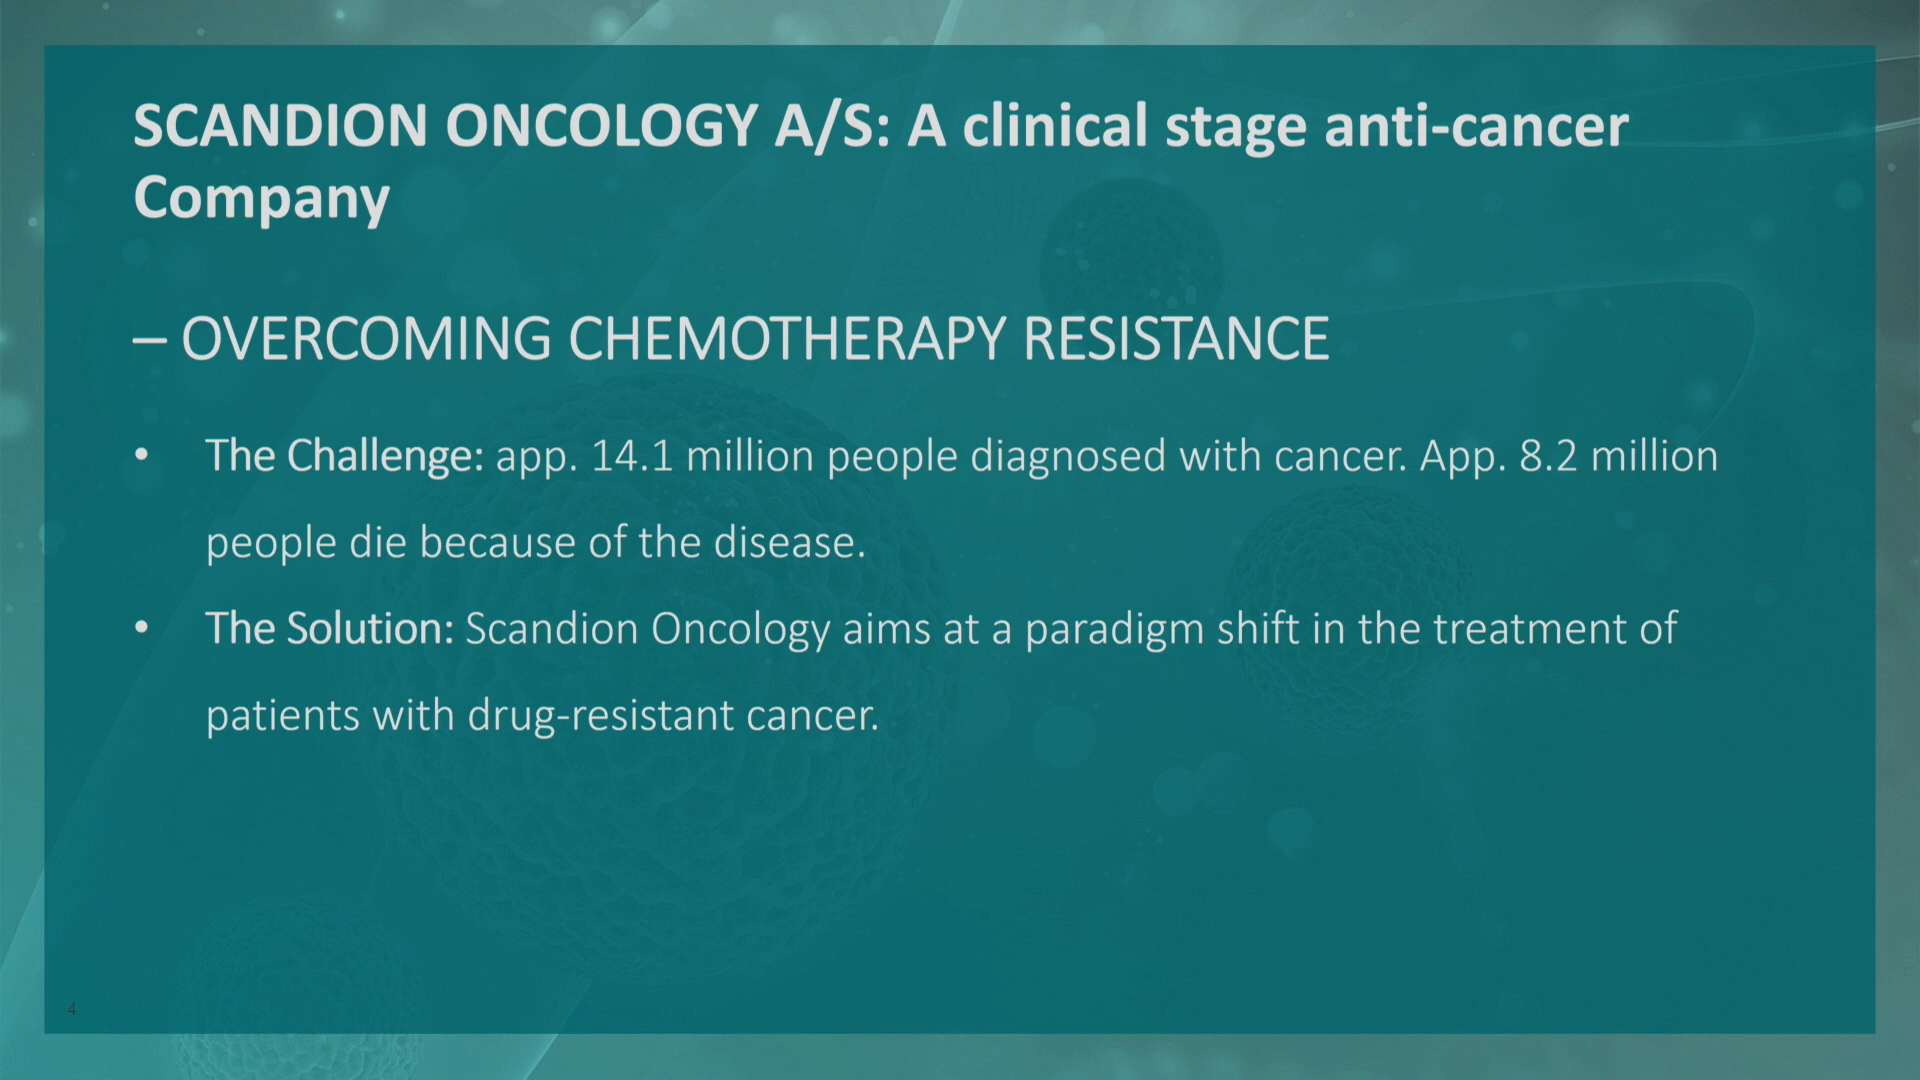 SCANDION ONCOLOGY A/S: A clinical stage anti-cancer
Company
– OVERCOMING CHEMOTHERAPY RESISTANCE
• The Challenge: app. 14.1 million people diagnosed with cancer. App. 8.2 million
people die because of the disease.
• The Solution: Scandion Oncology aims at a paradigm shift in the treatment of
patients with drug-resistant cancer.
4